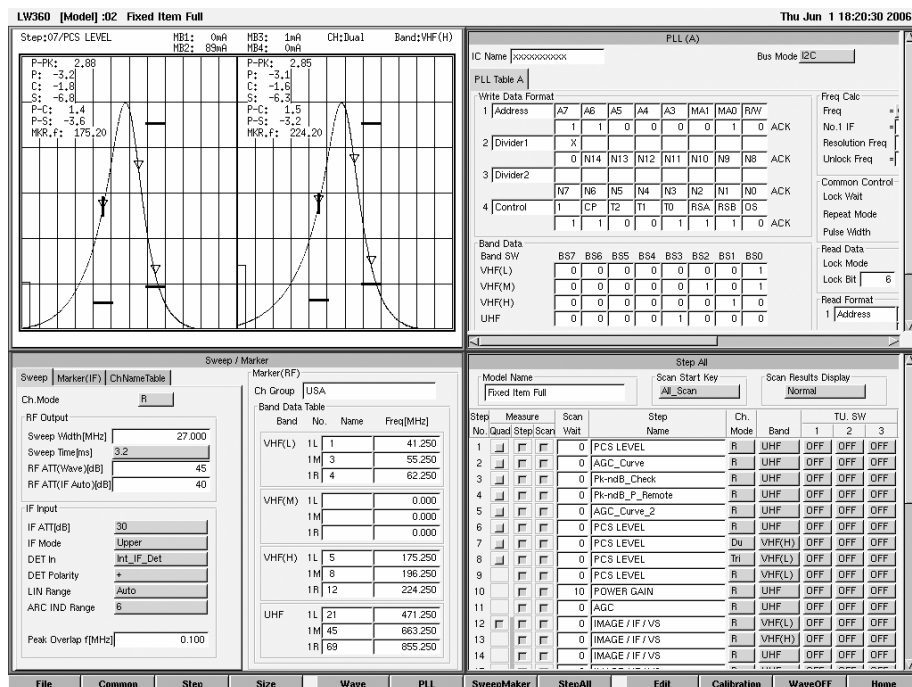 LW360 [Model] :02 Fixed Item Full Thu Jun 1 18:20:30 2006
Step:07/PCS LEVEL MB1: 0mA MB3: 1mA CH:Dual Band:VHF(H)
MB2: 89mA MB4: 0mA
P-PK: 2.88 P-PK: 2.85
P: -3.2 P: -3.1
C: -1.8 C: -1.6
S: -6.8 S: -6.3
P-C: 1.4 P-C: 1.5
P-S: -3.6 P-S: -3.2
MKR.f: 175.20 MKR.f: 224.20
PLL (A)
IC Name xxxxxxxxxx Bus Mode I2C
PLL Table A
Write Data Format
1 Address A7 A6 A5 A4 A3 MA1 MA0 R/W
1 1 0 0 0 1 0 ACK
2 Divider1 X
0 N14 N13 N12 N11 N10 N9 N8 ACK
3 Divider2
N7 N6 N5 N4 N3 N2 N1 N0 ACK
4 Control 1 CP T2 T1 T0 RSA RSB OS
1 1 0 0 1 1 1 0 ACK
Band Data
Band SW BS7 BS6 BS5 BS4 BS3 BS2 BS1 BS0
VHF(L) 0 0 0 0 0 0 0 1
VHF(M) 0 0 0 0 0 1 0 1
VHF(H) 0 0 0 0 0 0 1 0
UHF 0 0 0 0 1 0 0 0
Freq Calc
Freq =
No.1 IF =
Resolution Freq
Unlock Freq =
Common Control
Lock Wait
Repeat Mode
Pulse Width
Read Data
Lock Mode
Lock Bit 6
Read Format
1 Address
Sweep / Marker
Sweep Marker(IF) ChNameTable
Ch.Mode R
RF Output
Sweep Width[MHz] 27.000
Sweep Time[ms] 3.2
RF ATT(Wave)[dB] 45
RF ATT(IF Auto)[dB] 40
IF Input
IF ATT[dB] 30
IF Mode Upper
DET In Int_IF_Det
DET Polarity +
LIN Range Auto
ARC IND Range 6
Peak Overlap f[MHz] 0.100
Marker(RF)
Ch Group USA
Band Data Table
Band No. Name Freq[MHz]
VHF(L) 1L 1 41.250
1M 3 55.250
1R 4 62.250
VHF(M) 1L 0.000
1M 0.000
1R 0.000
VHF(H) 1L 5 175.250
1M 8 196.250
1R 12 224.250
UHF 1L 21 471.250
1M 45 663.250
1R 69 855.250
Step All
Model Name Scan Start Key Scan Results Display
Fixed Item Full All_Scan Normal
Step Measure Scan Step Ch. TU. SW
No. Quad Step Scan Wait Name Mode Band 1 2 3
1 0 PCS LEVEL R UHF OFF OFF OFF
2 0 AGC_Curve R UHF OFF OFF OFF
3 0 Pk-ndB_Check R UHF OFF OFF OFF
4 0 Pk-ndB_P_Remote R UHF OFF OFF OFF
5 0 AGC_Curve_2 R UHF OFF OFF OFF
6 0 PCS LEVEL R UHF OFF OFF OFF
7 0 PCS LEVEL Du VHF(H) OFF OFF OFF
8 0 PCS LEVEL Tri VHF(L) OFF OFF OFF
9 0 PCS LEVEL R VHF(L) OFF OFF OFF
10 10 POWER GAIN R UHF OFF OFF OFF
11 0 AGC R UHF OFF OFF OFF
12 0 IMAGE / IF / VS R VHF(L) OFF OFF OFF
13 0 IMAGE / IF / VS R VHF(H) OFF OFF OFF
14 0 IMAGE / IF / VS R UHF OFF OFF OFF
File Common Step Size Wave PLL SweepMaker StepAll Edit Calibration WaveOFF Home